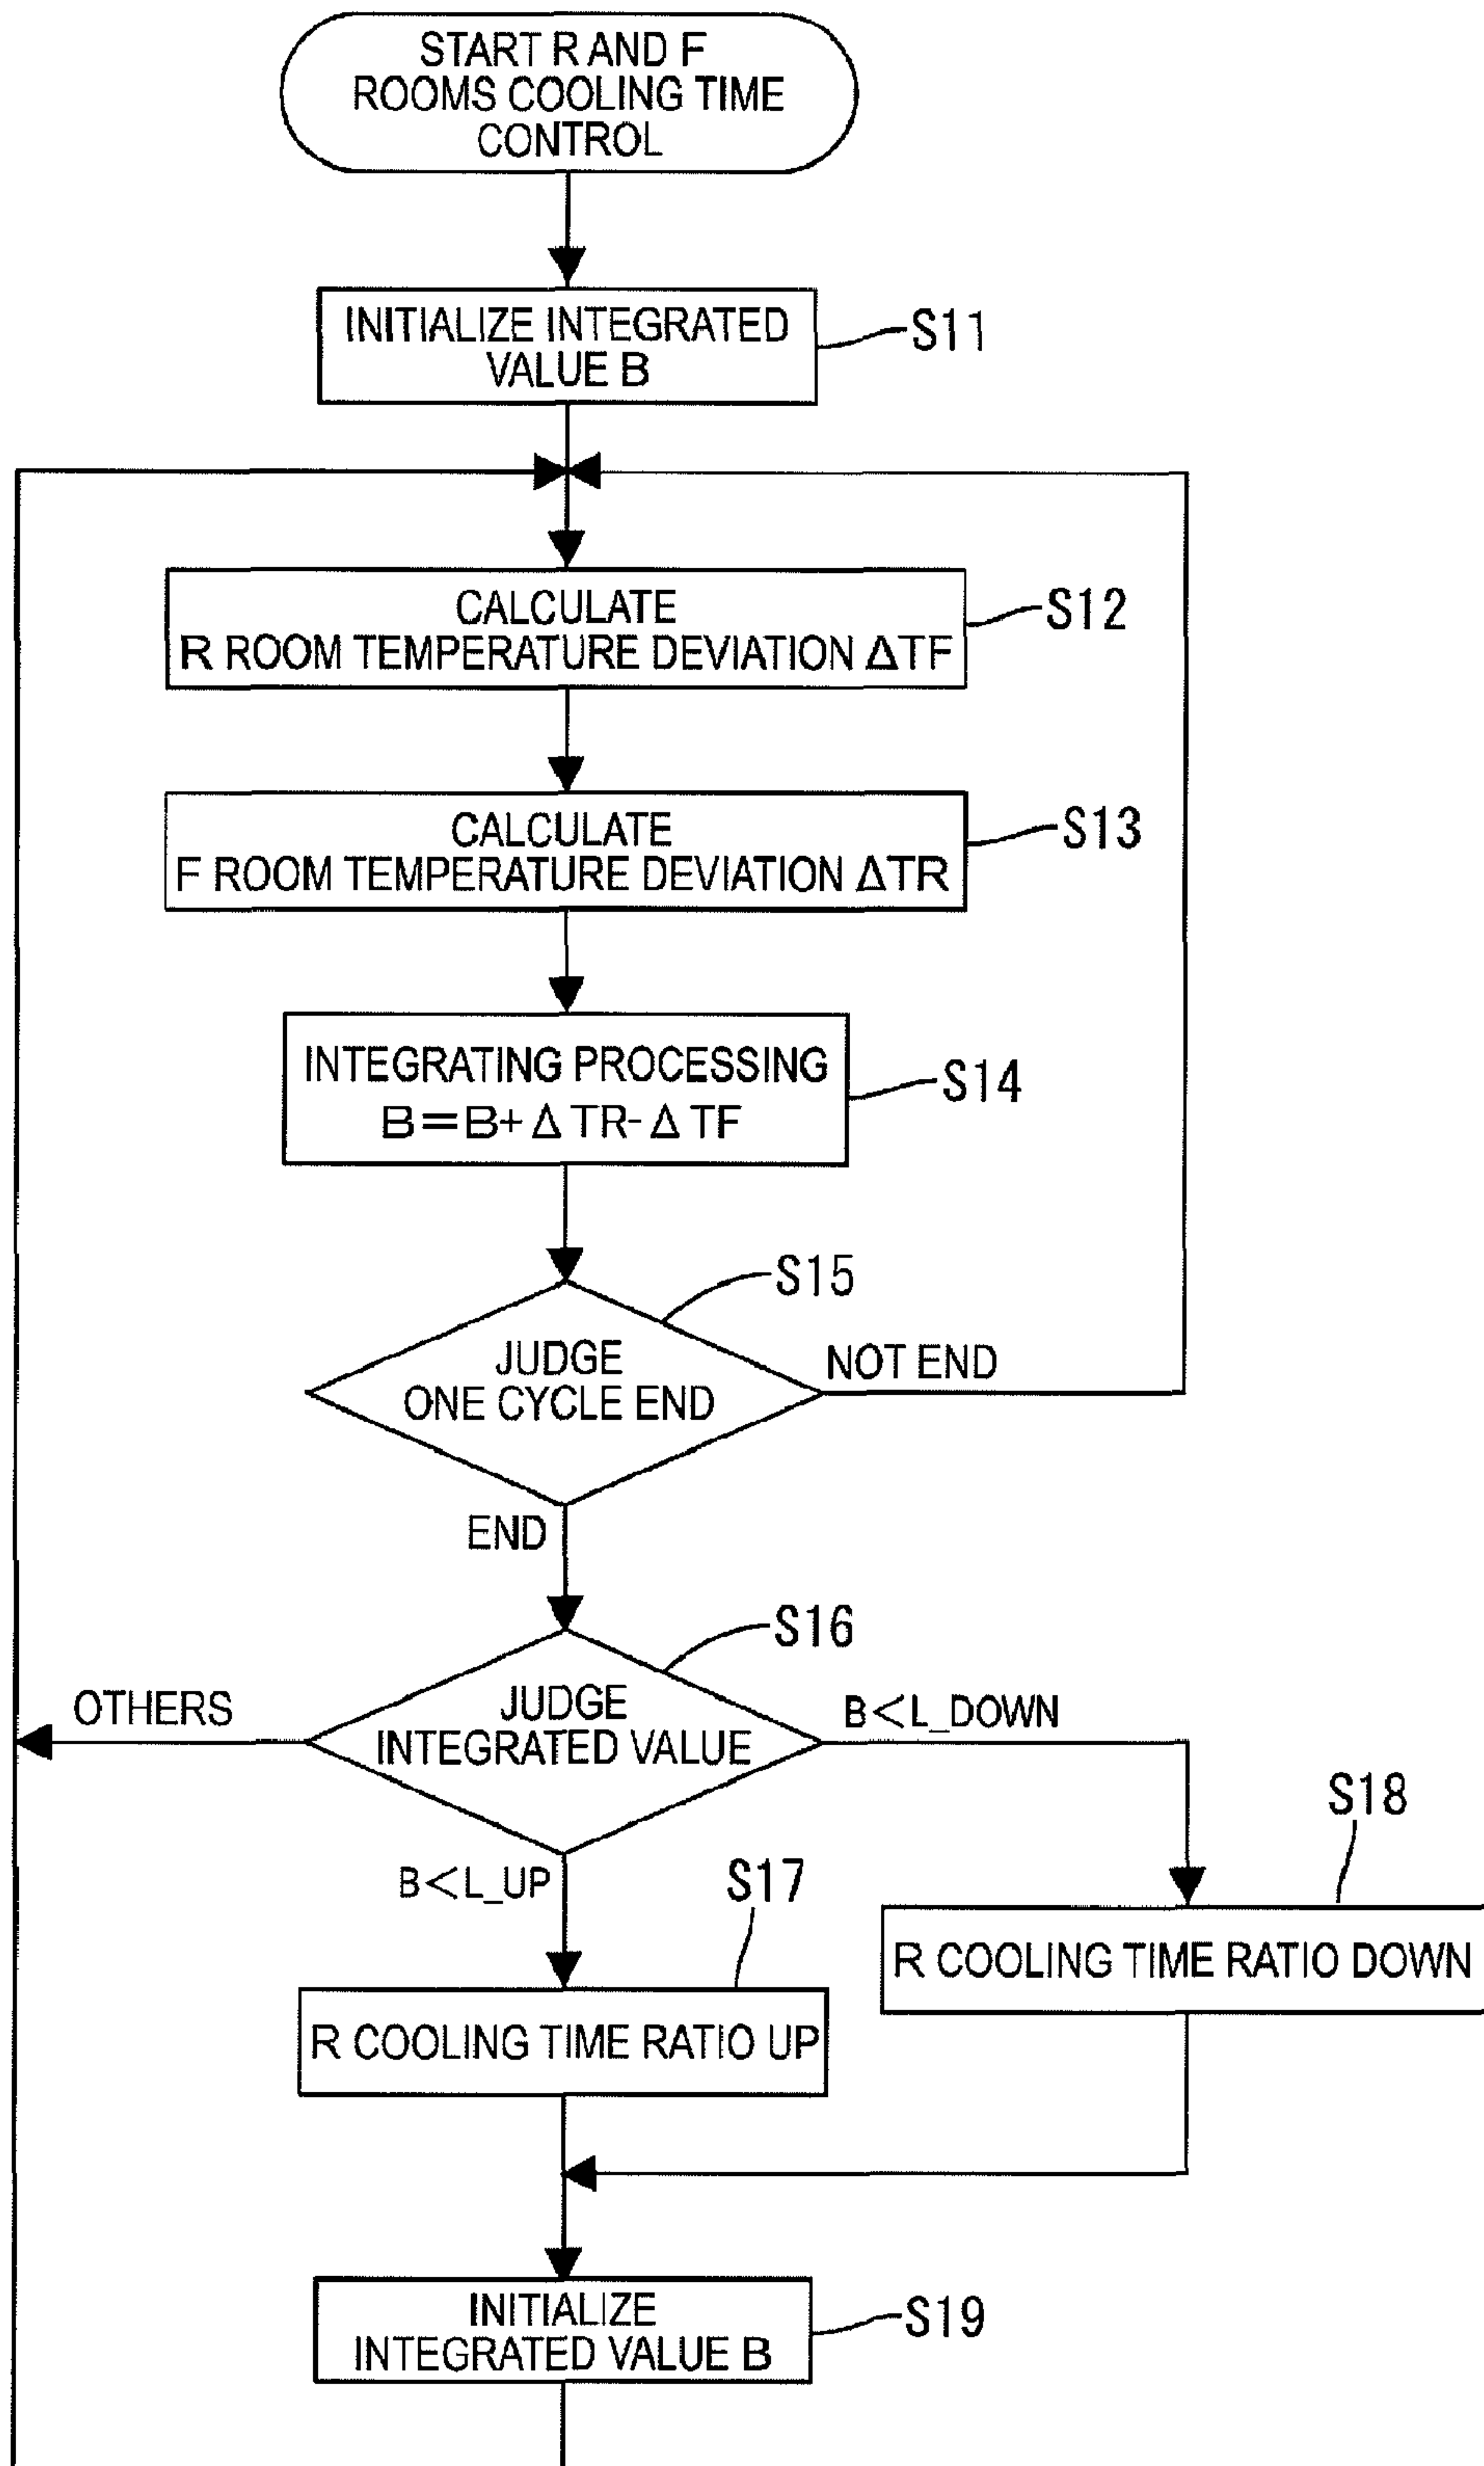 START R AND F
ROOMS COOLING TIME
CONTROL
INITIALIZE INTEGRATED
VALUE B
S11
CALCULATE
R ROOM TEMPERATURE DEVIATION ΔTF
S12
CALCULATE
F ROOM TEMPERATURE DEVIATION ΔTR
S13
INTEGRATING PROCESSING
B=B+ΔTR-ΔTF
S14
S15
JUDGE
ONE CYCLE END
NOT END
END
S16
JUDGE
INTEGRATED VALUE
OTHERS
B<L_DOWN
B<L_UP
S17
S18
R COOLING TIME RATIO DOWN
R COOLING TIME RATIO UP
INITIALIZE
INTEGRATED VALUE B
S19